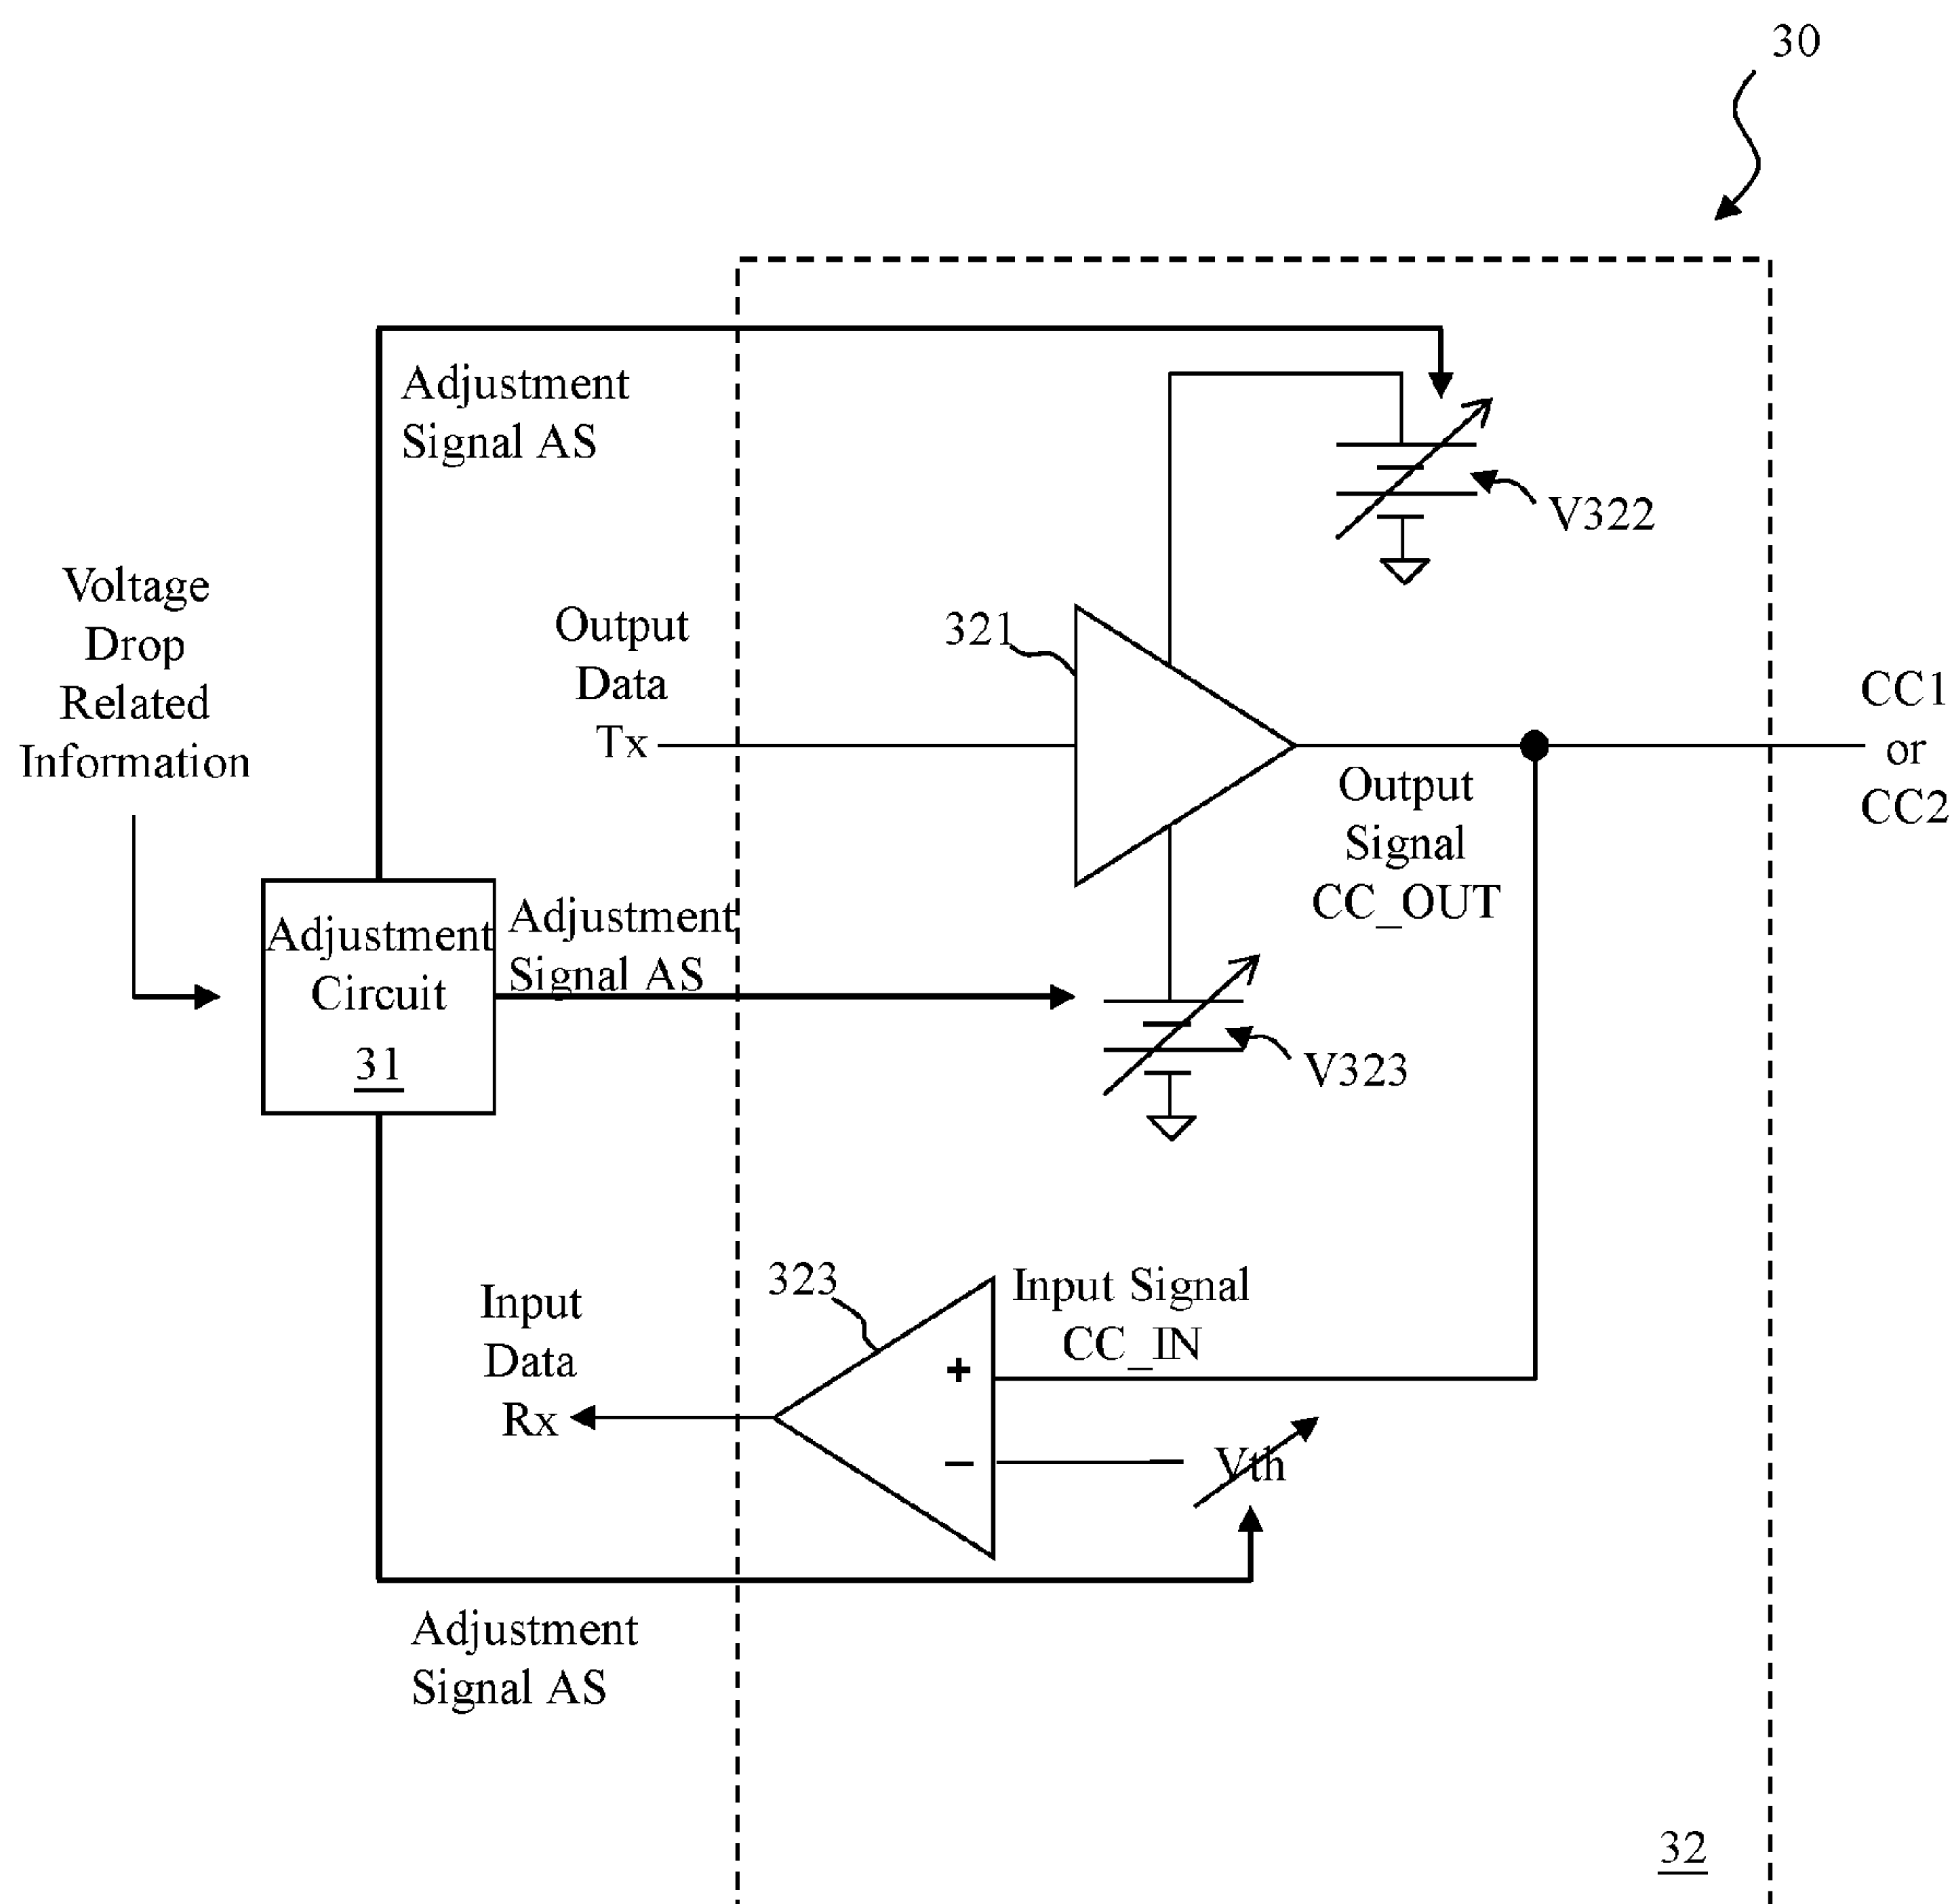 30
Adjustment
Signal AS
V322
Voltage
Drop
Related
Information
Output
Data
Tx
321
CC1
or
CC2
Output
Signal
CC_OUT
Adjustment
Circuit
31
Adjustment
Signal AS
V323
Input
Data
Rx
323
Input Signal
CC_IN
+
−
Vth
Adjustment
Signal AS
32